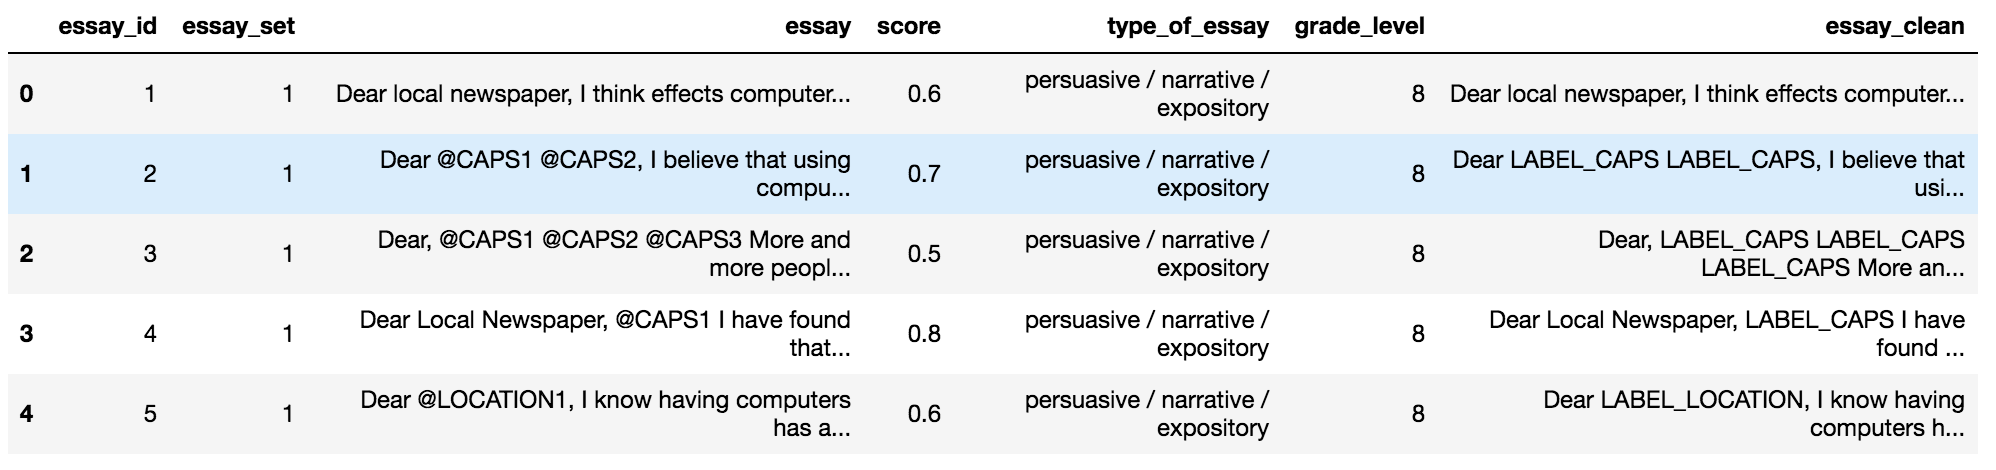 essay_id essay_set essay score type_of_essay grade_level essay_clean
0 1 1 Dear local newspaper, I think effects computer... 0.6 persuasive / narrative / expository 8 Dear local newspaper, I think effects computer...
1 2 1 Dear @CAPS1 @CAPS2, I believe that using compu... 0.7 persuasive / narrative / expository 8 Dear LABEL_CAPS LABEL_CAPS, I believe that usi...
2 3 1 Dear, @CAPS1 @CAPS2 @CAPS3 More and more peopl... 0.5 persuasive / narrative / expository 8 Dear, LABEL_CAPS LABEL_CAPS LABEL_CAPS More an...
3 4 1 Dear Local Newspaper, @CAPS1 I have found that... 0.8 persuasive / narrative / expository 8 Dear Local Newspaper, LABEL_CAPS I have found ...
4 5 1 Dear @LOCATION1, I know having computers has a... 0.6 persuasive / narrative / expository 8 Dear LABEL_LOCATION, I know having computers h...